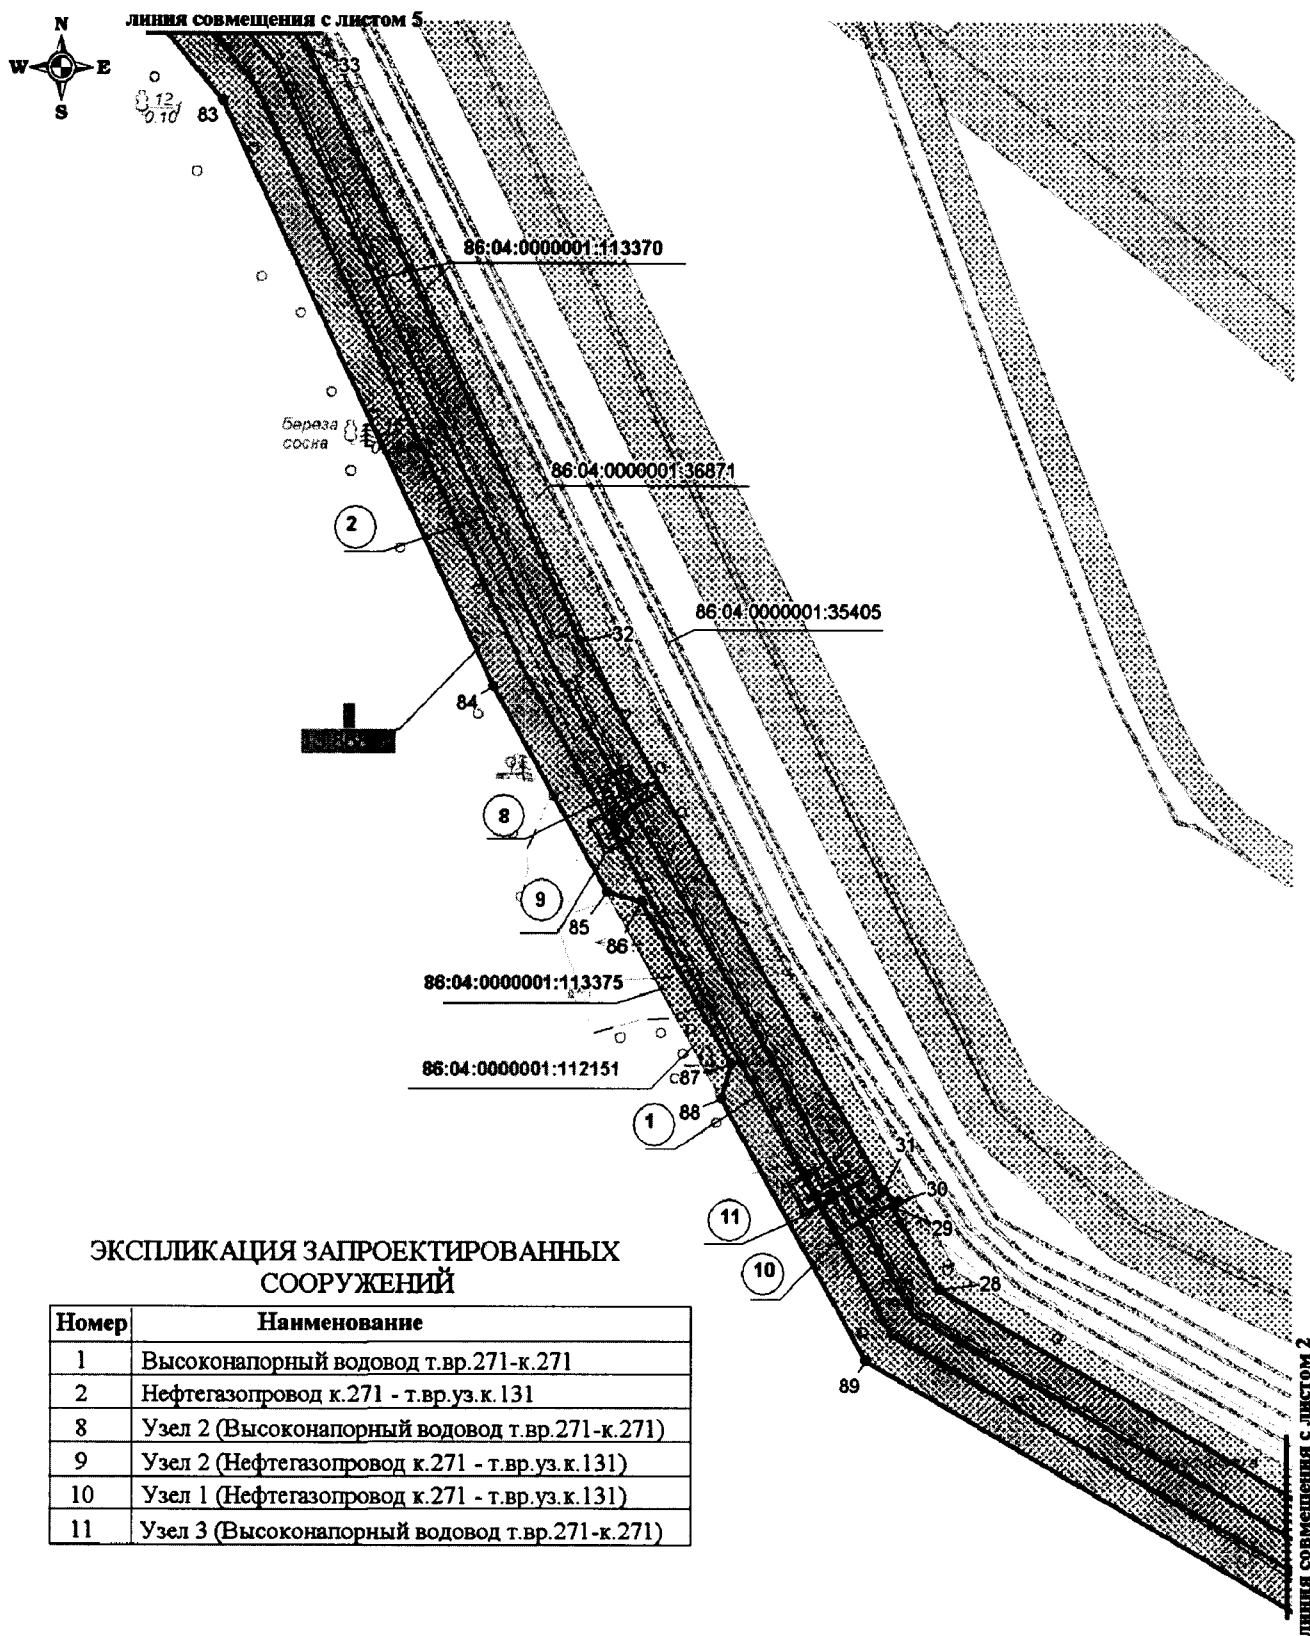 линия совмещения с листом 5
N
W E
S
33
12
0.10
83
86:04:0000001:113370
Береза
сосна
86:04:0000001:36871
2
86:04:0000001:35405
32
84
8
9
85
86
86:04:0000001:113375
86:04:0000001:112151
87
1
88
31
30
11
29
10
28
89
ЭКСПЛИКАЦИЯ ЗАПРОЕКТИРОВАННЫХ
СООРУЖЕНИЙ
Номер Наименование
1 Высоконапорный водовод т.вр.271-к.271
2 Нефтегазопровод к.271 - т.вр.уз.к.131
8 Узел 2 (Высоконапорный водовод т.вр.271-к.271)
9 Узел 2 (Нефтегазопровод к.271 - т.вр.уз.к.131)
10 Узел 1 (Нефтегазопровод к.271 - т.вр.уз.к.131)
11 Узел 3 (Высоконапорный водовод т.вр.271-к.271)
линия совмещения с листом 2